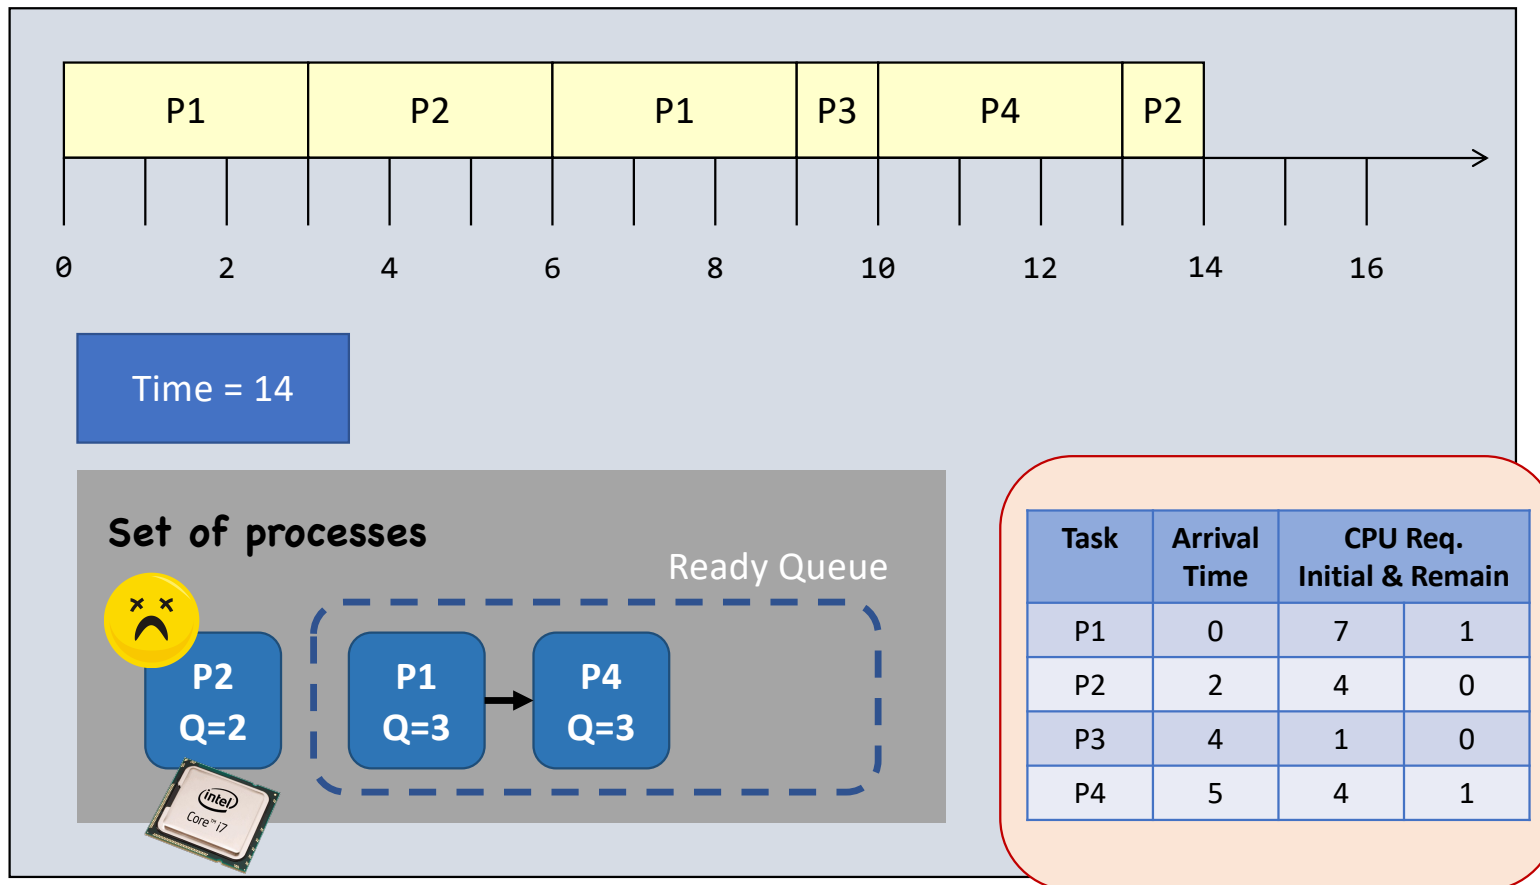 P1 P2 P1 P3 P4 P2
0 2 4 6 8 10 12 14 16
Time = 14
Set of processes
Ready Queue
P2
Q=2
P1
Q=3
P4
Q=3
intel
Core™ i7
Task Arrival Time CPU Req. Initial & Remain
P1 0 7 1
P2 2 4 0
P3 4 1 0
P4 5 4 1